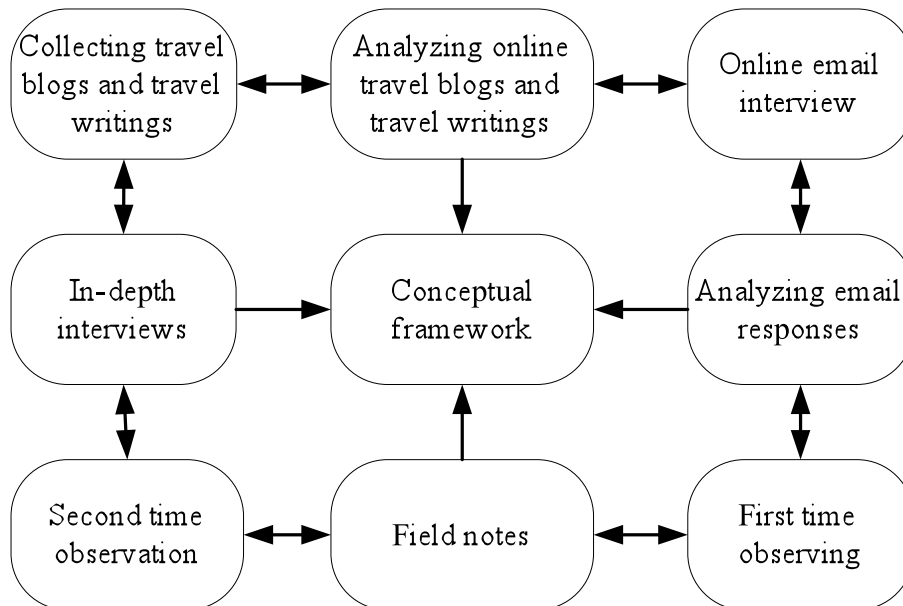 Collecting travel
blogs and travel
writings
Analyzing online
travel blogs and
travel writings
Online email
interview
In-depth
interviews
Conceptual
framework
Analyzing email
responses
Second time
observation
Field notes
First time
observing